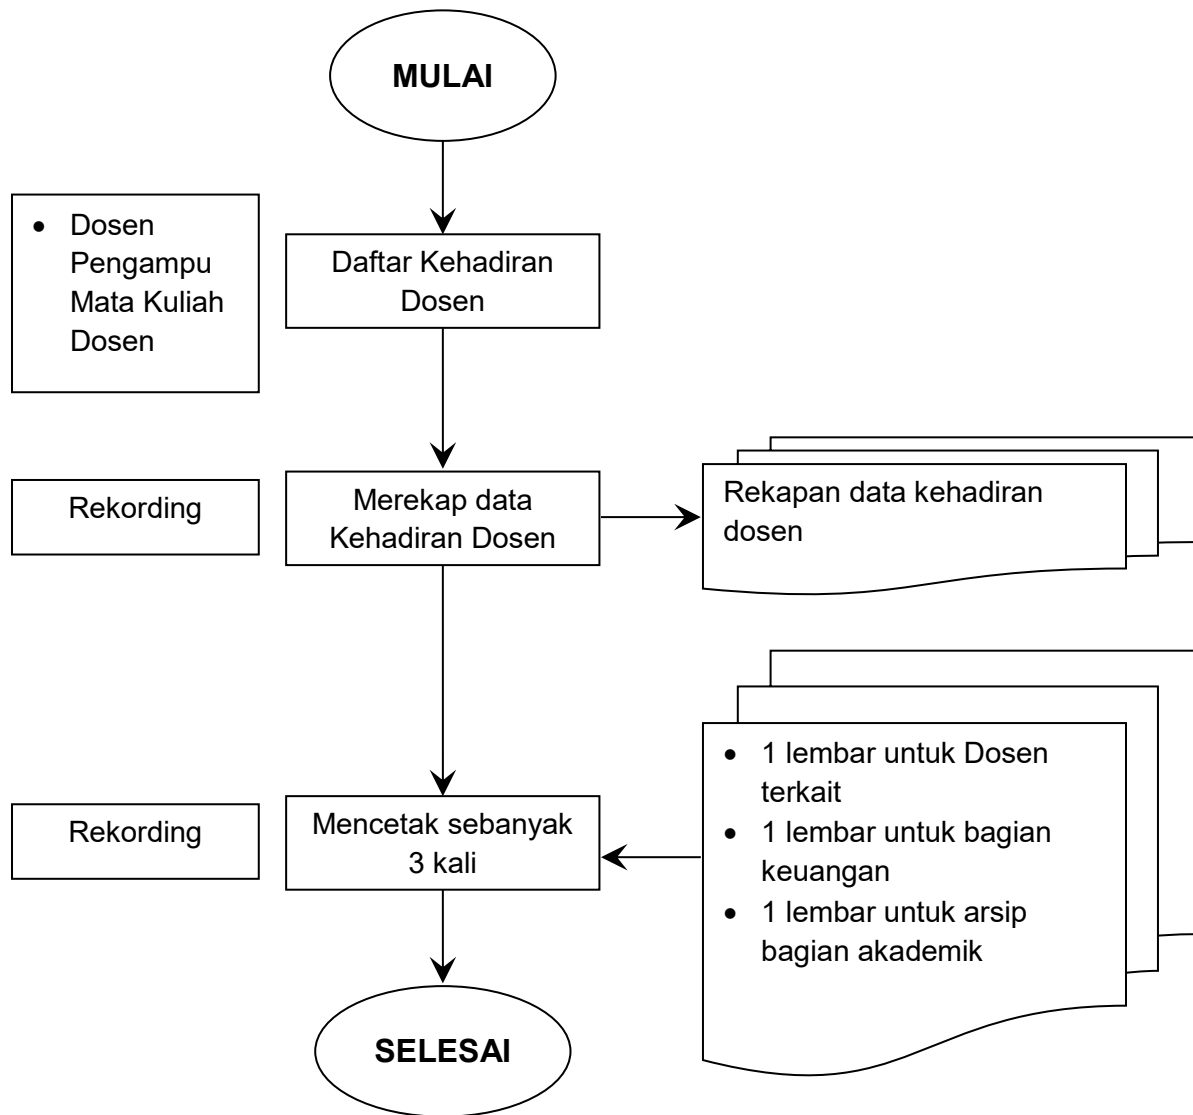 MULAI
• Dosen
Pengampu
Mata Kuliah
Dosen
Daftar Kehadiran
Dosen
Rekording
Merekap data
Kehadiran Dosen
Rekapan data kehadiran
dosen
Rekording
Mencetak sebanyak
3 kali
• 1 lembar untuk Dosen
terkait
• 1 lembar untuk bagian
keuangan
• 1 lembar untuk arsip
bagian akademik
SELESAI